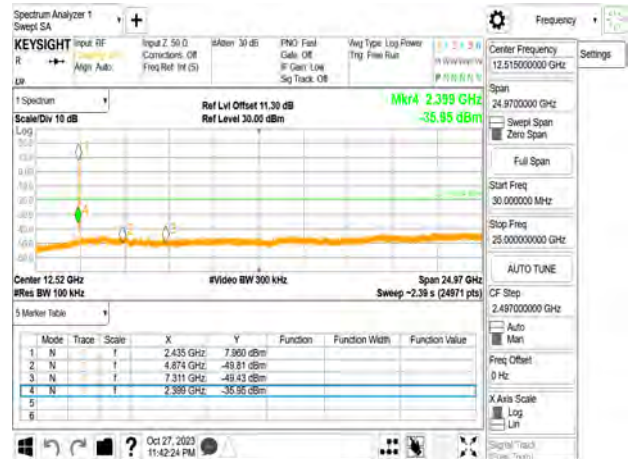 Spectrum Analyzer 1
Swept SA
+
Frequency
KEYSIGHT Input: RF Input Z: 50 Ω #Atten: 30 dB PNO: Fast Avg Type: Log-Power
R Corrections: Off Gate: Off Trig: Free Run
Align: Auto Freq Ref: Int (S) IF Gain: Low
Sig Track: Off
Center Frequency
12.515000000 GHz
Settings
1 Spectrum
Ref Lvl Offset 11.30 dB
Mkr4 2.399 GHz
Scale/Div 10 dB
Ref Level 30.00 dBm
-35.95 dBm
Log
Span
24.9700000 GHz
Swept Span
Zero Span
Full Span
Start Freq
30.000000 MHz
Stop Freq
25.000000000 GHz
AUTO TUNE
1
4
2
3
Center 12.52 GHz
#Video BW 300 kHz
Span 24.97 GHz
#Res BW 100 kHz
Sweep ~2.39 s (24971 pts)
CF Step
2.497000000 GHz
Auto
Man
5 Marker Table
Mode Trace Scale X Y Function Function Width Function Value
1 N f 2.435 GHz 7.960 dBm
2 N f 4.874 GHz -49.81 dBm
3 N f 7.311 GHz -49.43 dBm
4 N f 2.399 GHz -35.95 dBm
5
6
Freq Offset
0 Hz
X Axis Scale
Log
Lin
Signal Track
? Oct 27, 2023
11:42:24 PM